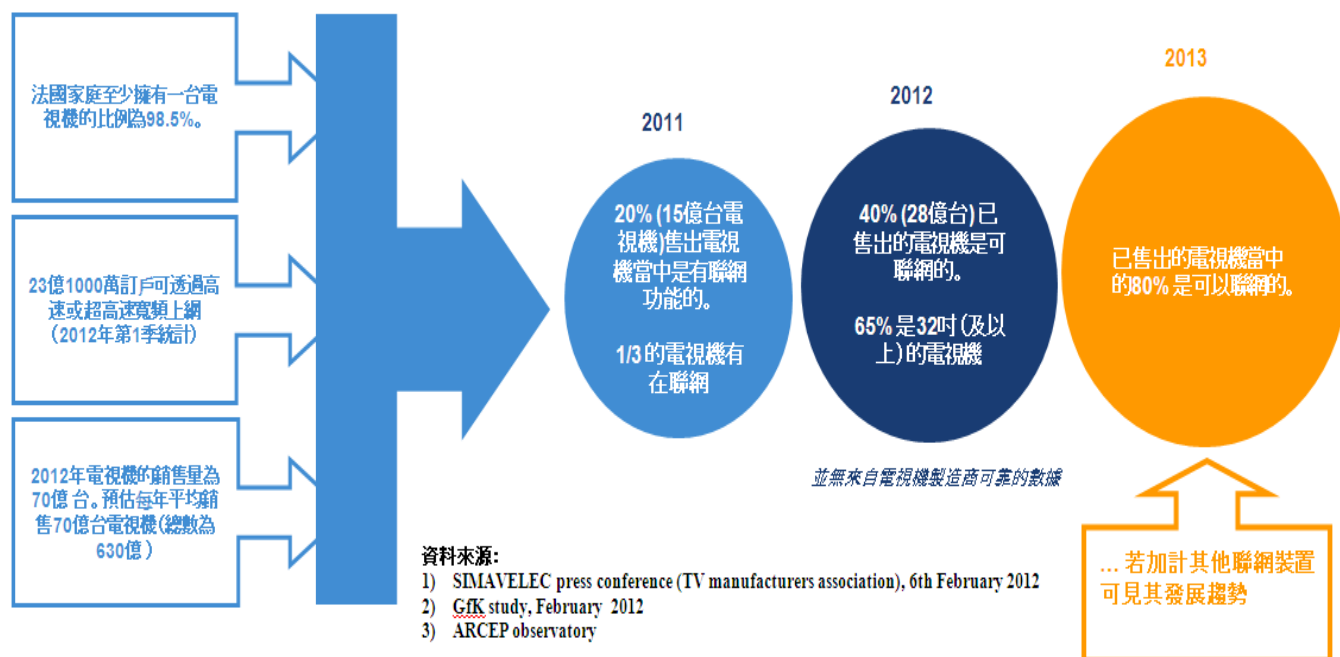 法國家庭至少擁有一台電
視機的比例為98.5%。
23億1000萬訂戶可透過高
速或超高速寬頻上網
（2012年第1季統計）
2012年電視機的銷售量為
70億台。預估每年平均銷
售70億台電視機（總數為
630億）
2011
20% (15億台電
視機)售出電視
機當中是有聯網
功能的。
1/3 的電視機有
在聯網
2012
40% (28億台) 已
售出的電視機是可
聯網的。
65% 是32吋（及以
上）的電視機
2013
已售出的電視機當中
的80% 是可以聯網的。
並無來自電視機製造商可靠的數據
… 若加計其他聯網裝置
可見其發展趨勢
資料來源:
1) SIMAVELEC press conference (TV manufacturers association), 6th February 2012
2) GfK study, February 2012
3) ARCEP observatory